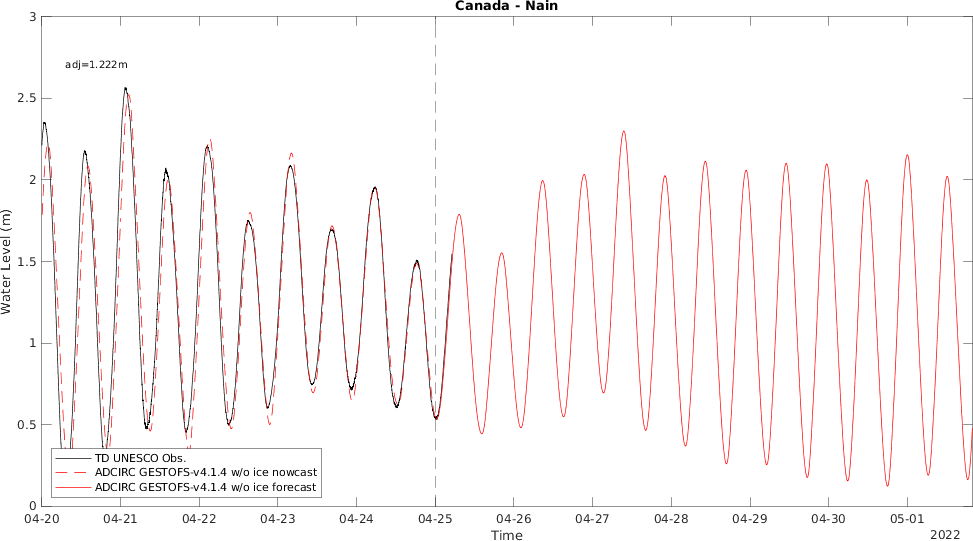 Canada - Nain
3
adj=1.222m
2.5
2
1.5
1
0.5
0
Water Level (m)
TD UNESCO Obs.
ADCIRC GESTOFS-v4.1.4 w/o ice nowcast
ADCIRC GESTOFS-v4.1.4 w/o ice forecast
04-20 04-21 04-22 04-23 04-24 04-25 04-26 04-27 04-28 04-29 04-30 05-01
Time
2022